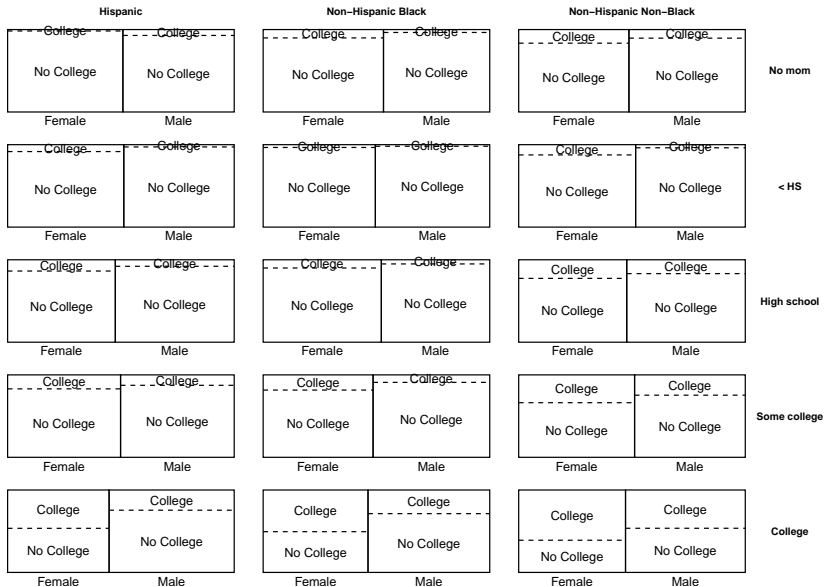 Hispanic Non-Hispanic Black Non-Hispanic Non-Black
College College College College College College
No College No College No College No College No College No College
No mom
Female Male Female Male Female Male
College College College College College College
No College No College No College No College No College No College
< HS
Female Male Female Male Female Male
College College College College College College
No College No College No College No College No College No College
High school
Female Male Female Male Female Male
College College College College College College
No College No College No College No College No College No College
Some college
Female Male Female Male Female Male
College College College College College College
No College No College No College No College No College No College
College
Female Male Female Male Female Male